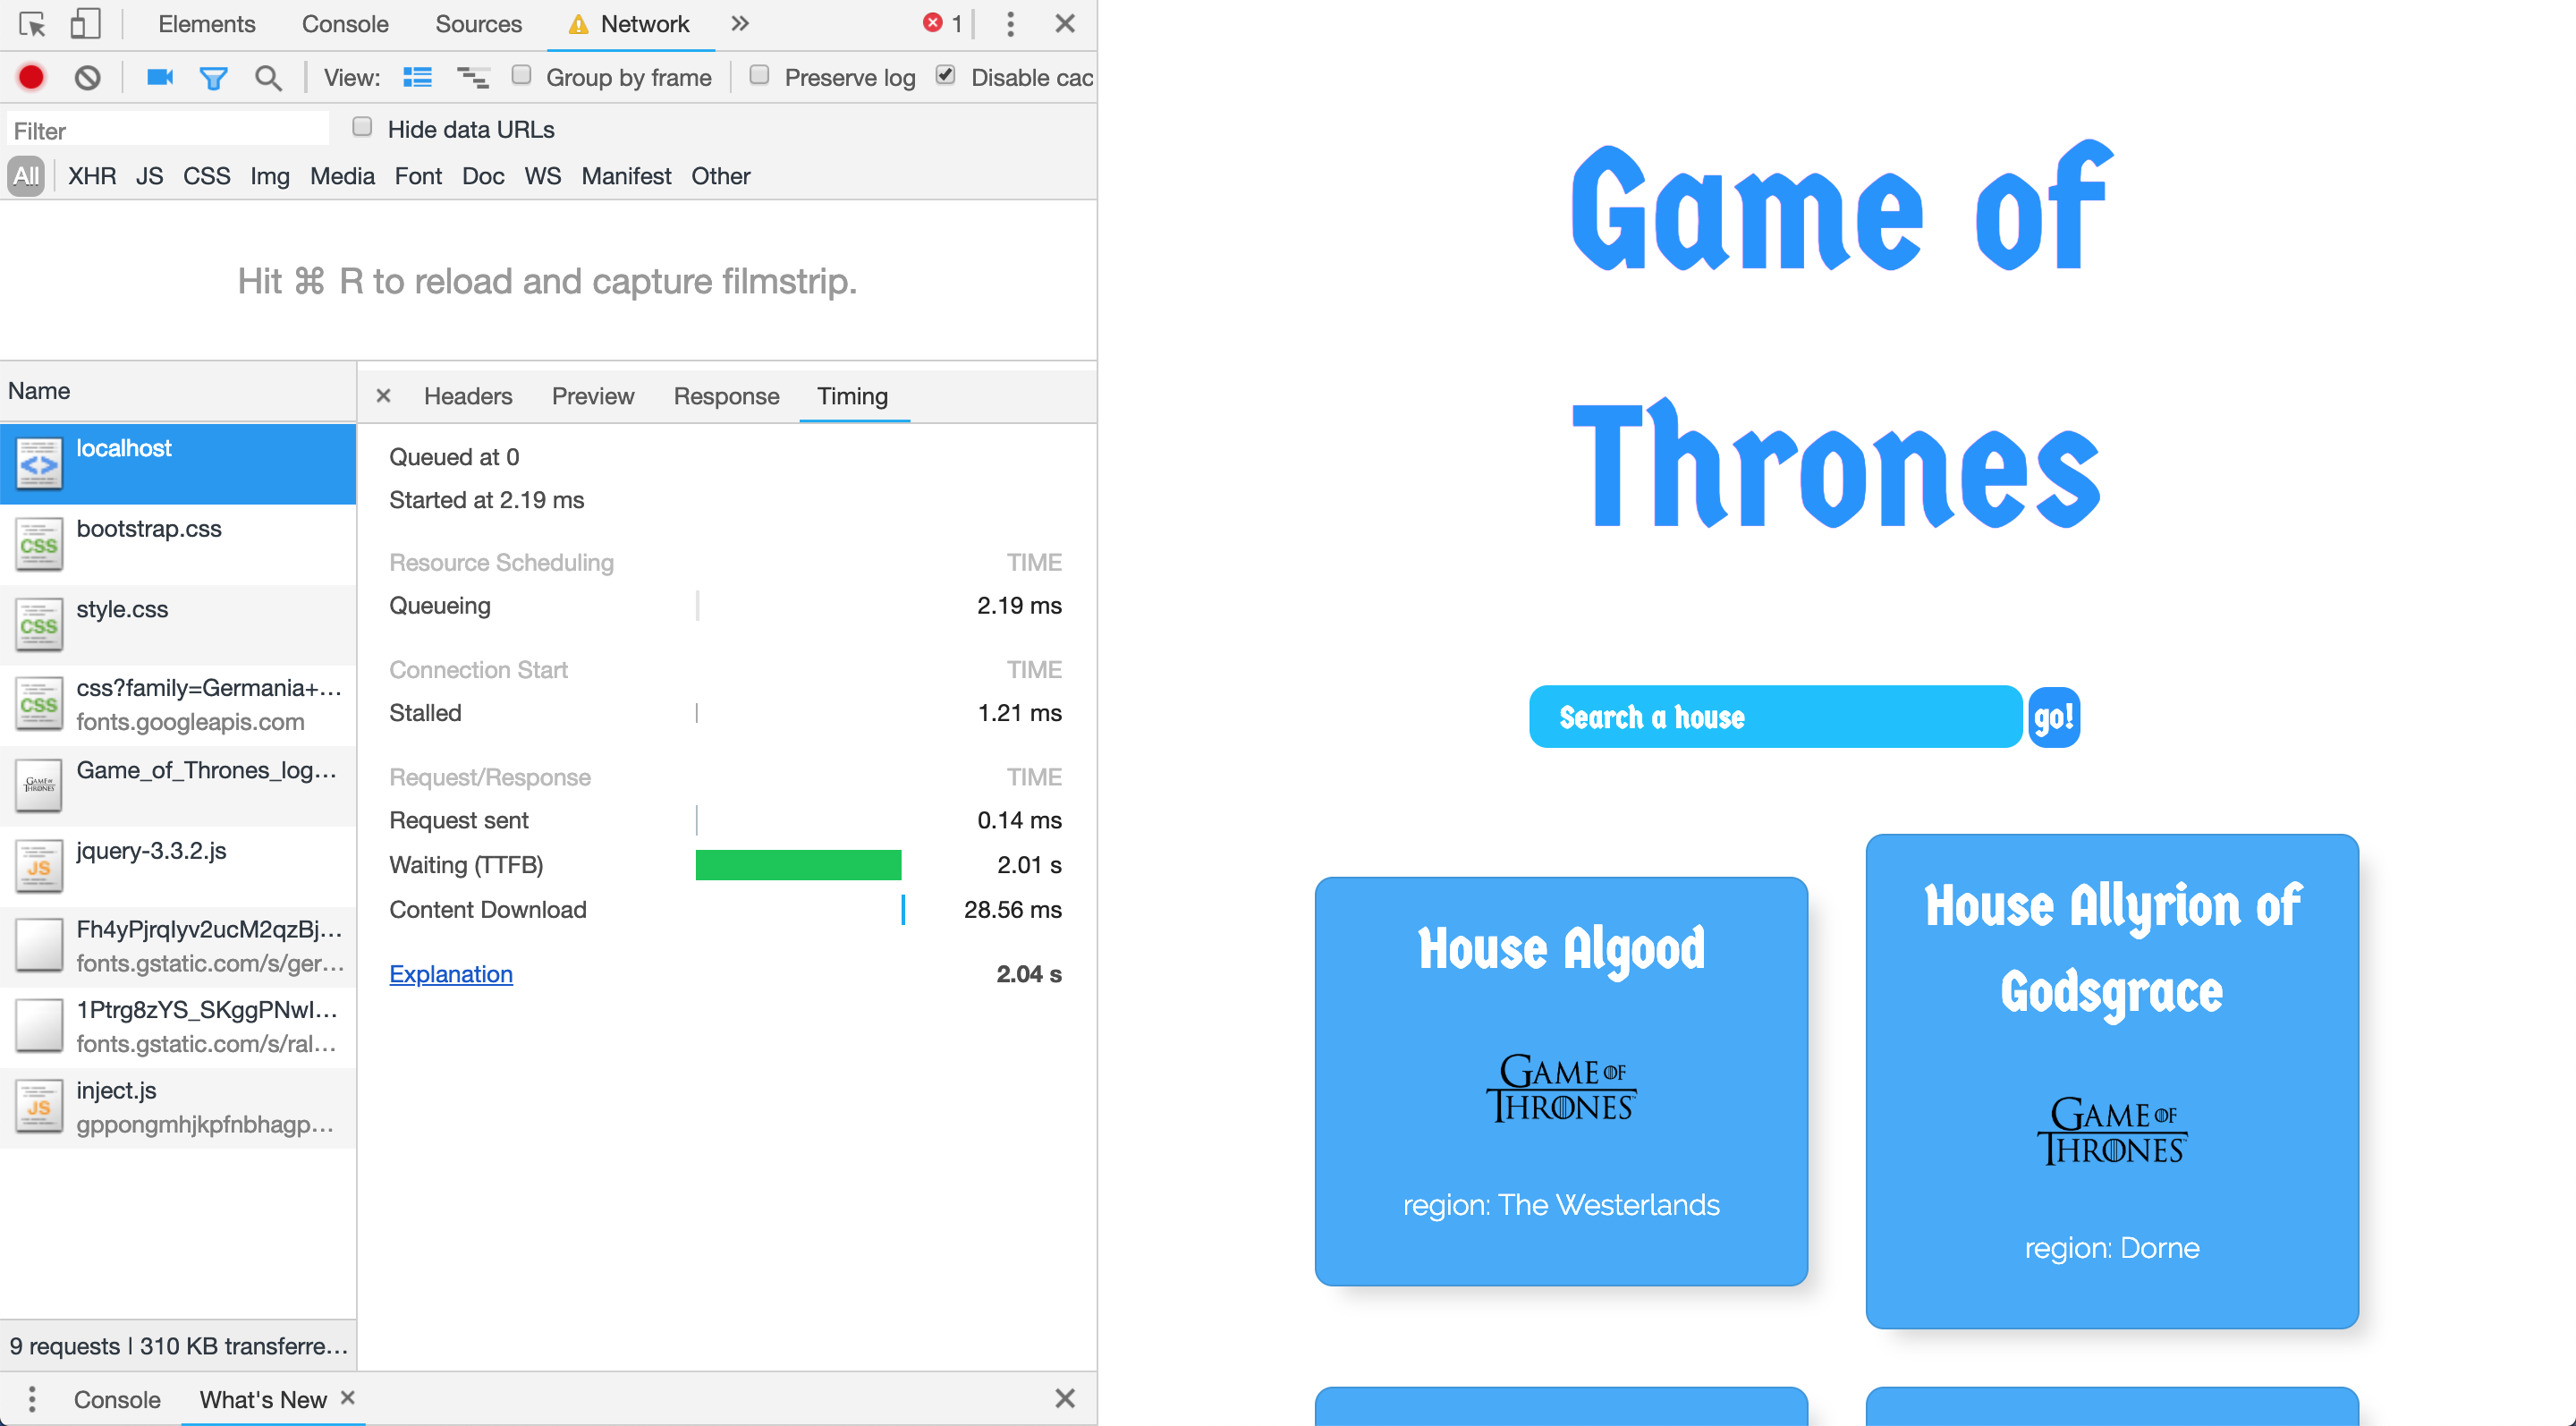 Elements Console Sources Network » 1
View: Group by frame Preserve log Disable cac
Filter Hide data URLs
All XHR JS CSS Img Media Font Doc WS Manifest Other
Hit ⌘ R to reload and capture filmstrip.
Name
localhost
bootstrap.css
style.css
css?family=Germania+...
fonts.googleapis.com
Game_of_Thrones_log...
jquery-3.3.2.js
fonts.gstatic.com/s/ger...
fonts.gstatic.com/s/ral...
inject.js
gppongmhjkpfnbhagp...
9 requests | 310 KB transferre...
Headers Preview Response Timing
Queued at 0
Started at 2.19 ms
Resource Scheduling TIME
Queueing 2.19 ms
Connection Start TIME
Stalled 1.21 ms
Request/Response TIME
Request sent 0.14 ms
Waiting (TTFB) 2.01 s
Content Download 28.56 ms
Explanation 2.04 s
Console What's New
Game of
Thrones
Search a house go!
House Algood
GAME OF
THRONES
region: The Westerlands
House Allyrion of
Godsgrace
GAME OF
THRONES
region: Dorne